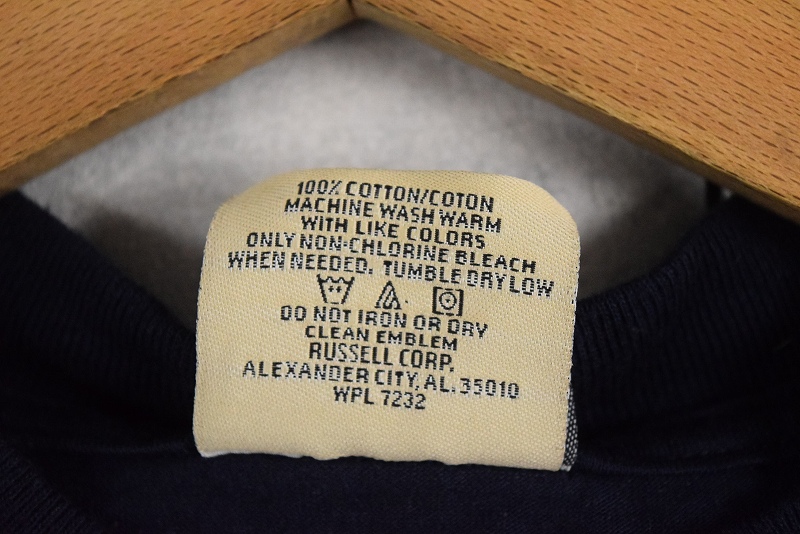 100% COTTON/COTON
MACHINE WASH WARM
WITH LIKE COLORS
ONLY NON-CHLORINE BLEACH
WHEN NEEDED. TUMBLE DRY LOW
DO NOT IRON OR DRY
CLEAN EMBLEM
RUSSELL CORP.
ALEXANDER CITY, AL. 35010
WPL 7232